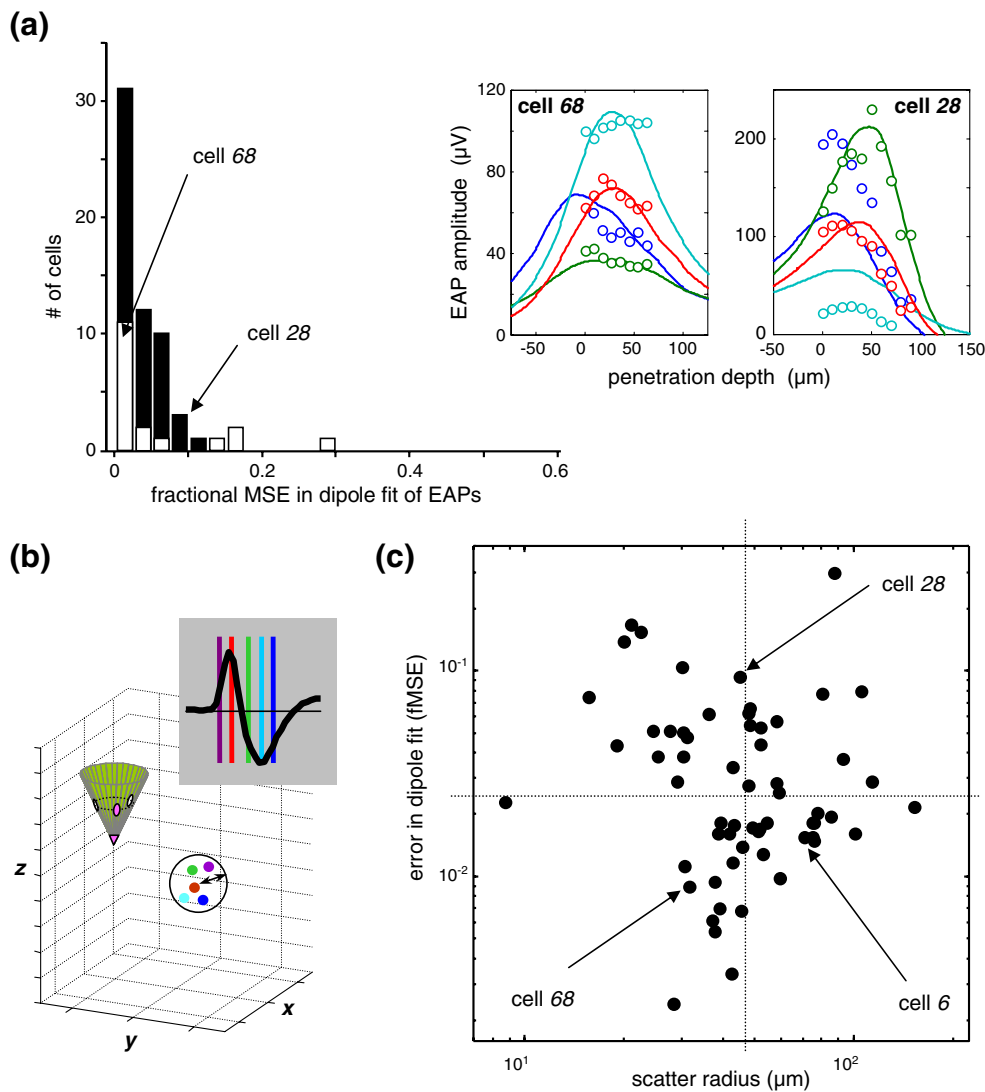 (a)
# of cells
30
20
10
0
0
0.2
0.4
0.6
fractional MSE in dipole fit of EAPs
cell 68
cell 28
EAP amplitude (µV)
120
80
40
0
cell 68
-50
0
50
100
200
100
0
cell 28
-50
0
50
100
150
penetration depth (µm)
(b)
z
y
x
(c)
error in dipole fit (fMSE)
10-1
10-2
cell 28
cell 68
cell 6
101
102
scatter radius (µm)